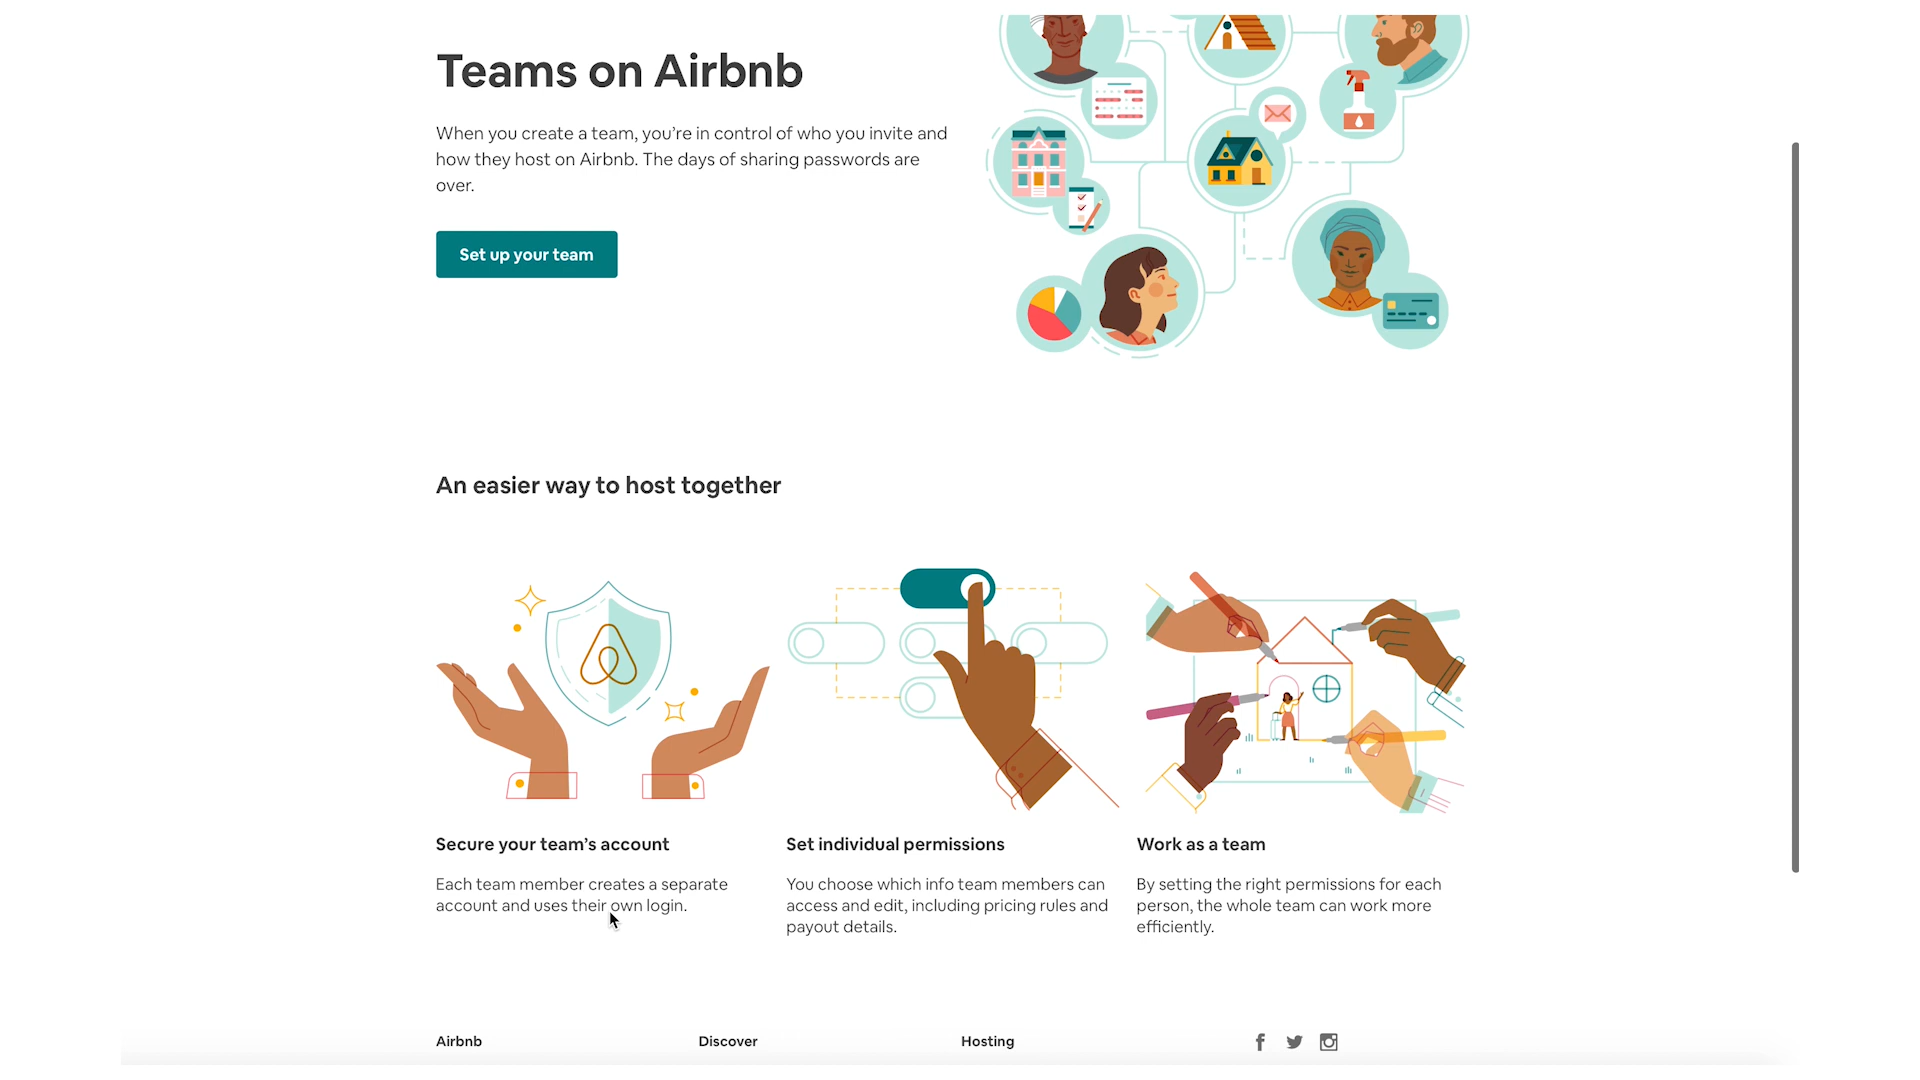 Teams on Airbnb
When you create a team, you’re in control of who you invite and
how they host on Airbnb. The days of sharing passwords are
over.
Set up your team
An easier way to host together
Secure your team’s account
Each team member creates a separate
account and uses their own login.
Set individual permissions
You choose which info team members can
access and edit, including pricing rules and
payout details.
Work as a team
By setting the right permissions for each
person, the whole team can work more
efficiently.
Airbnb
Discover
Hosting